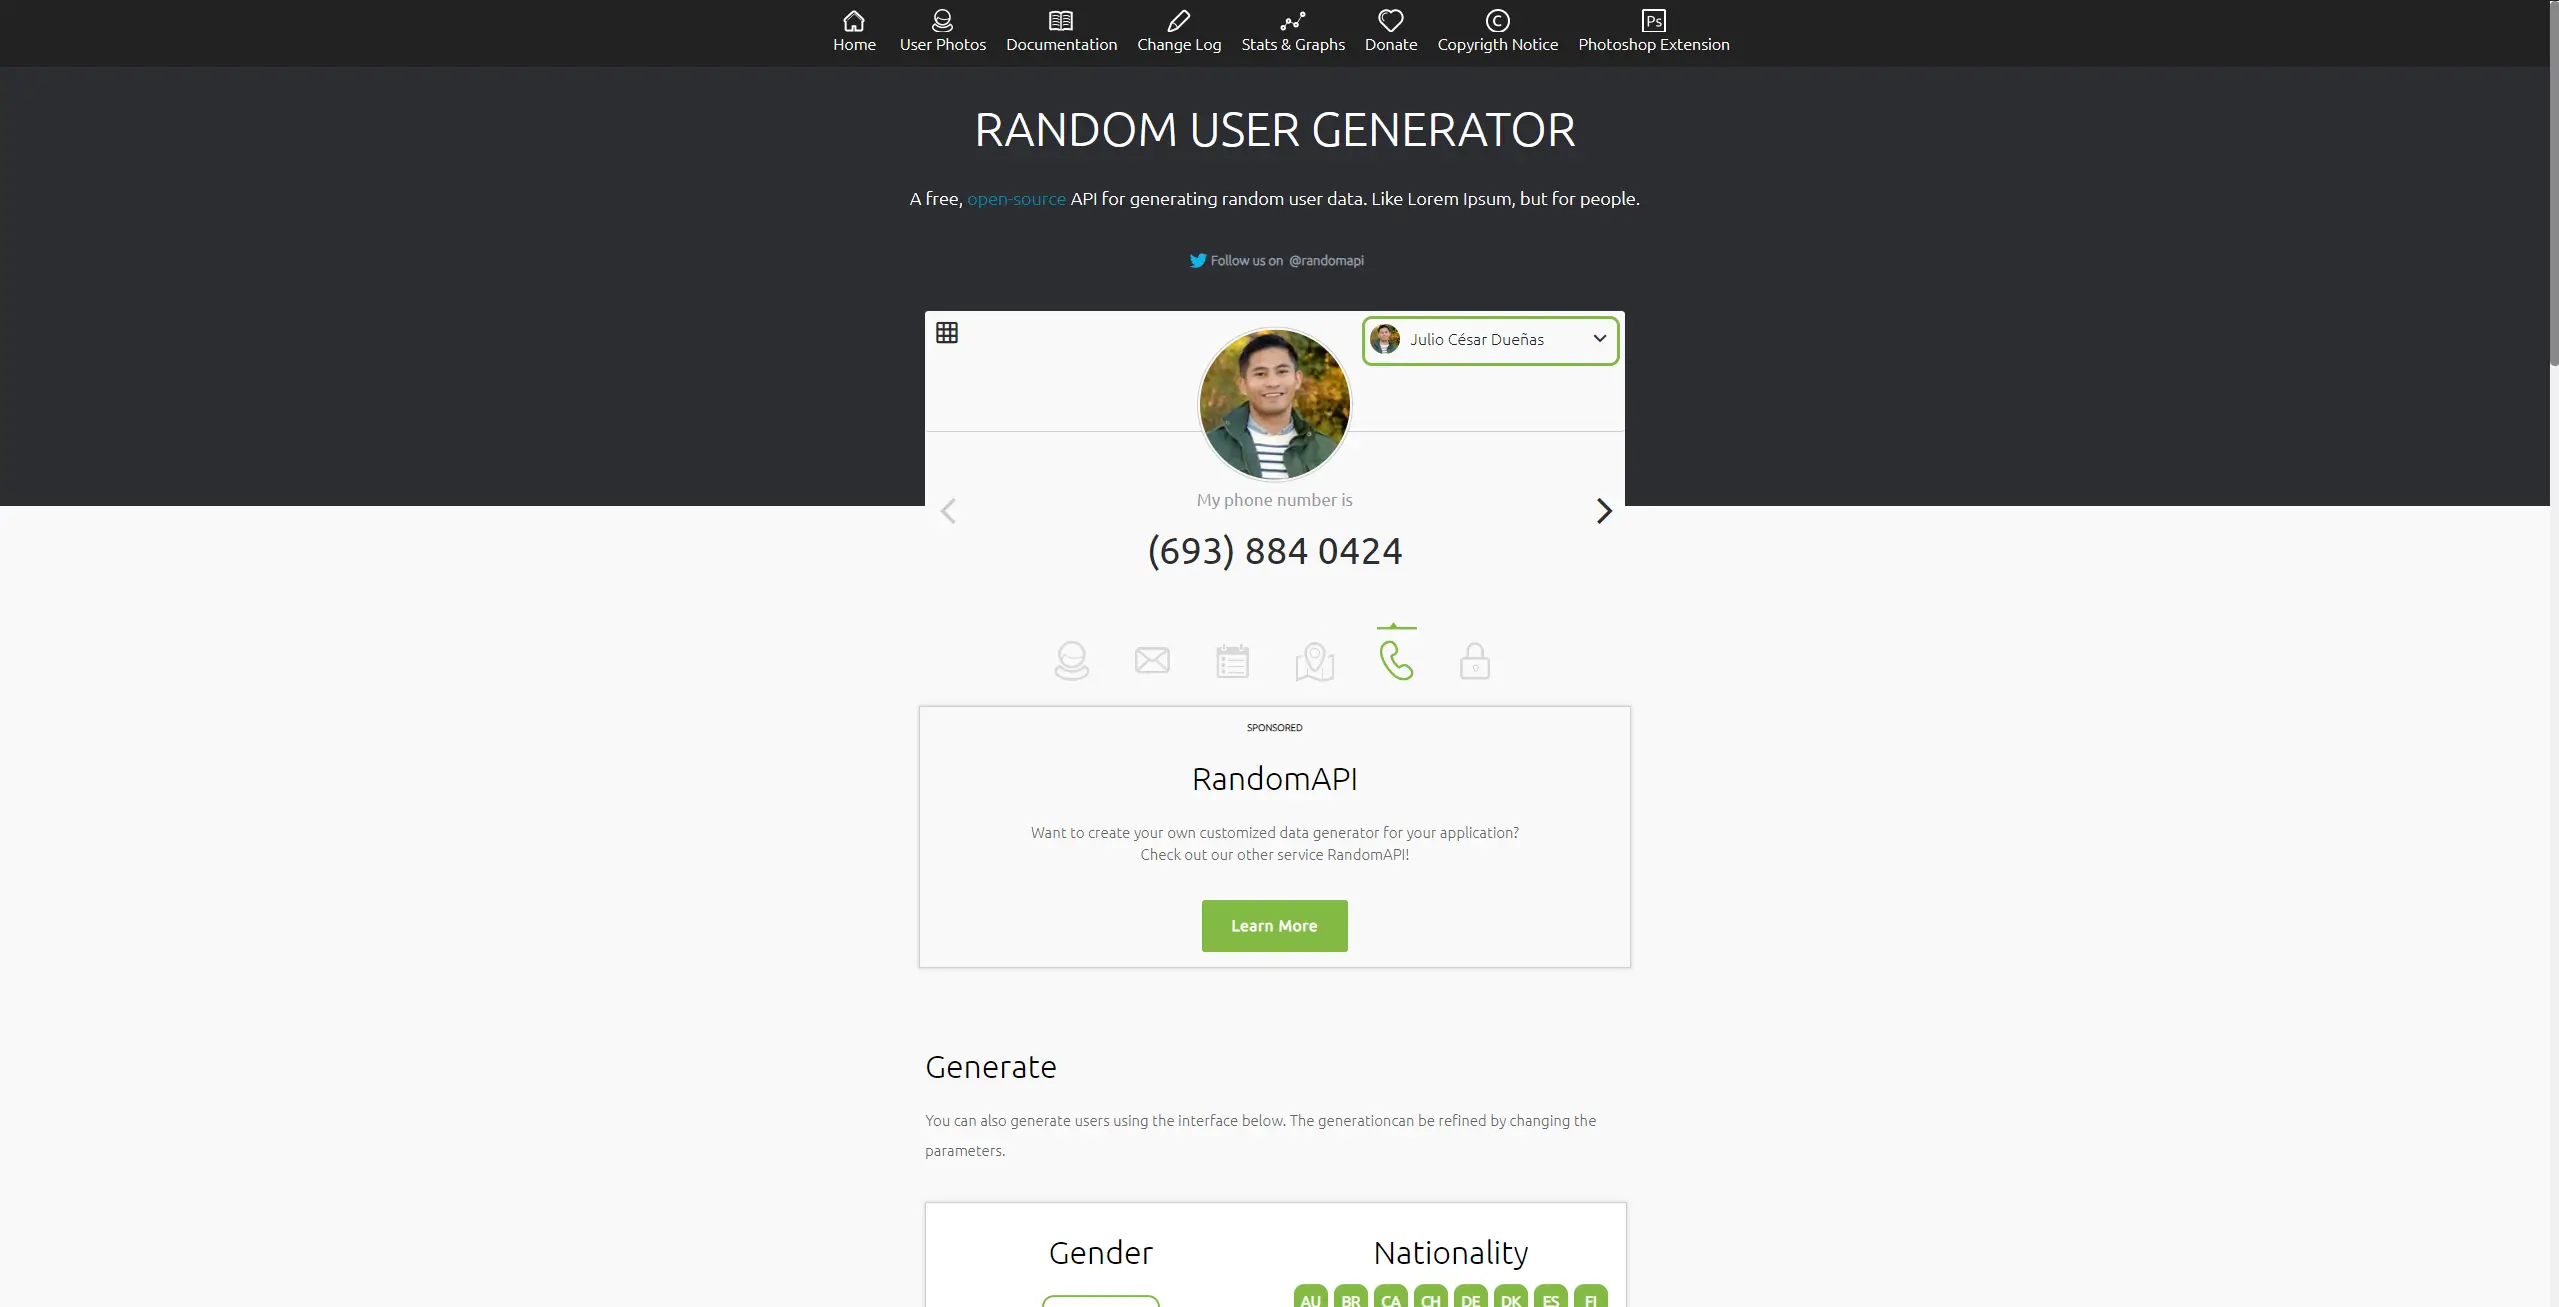 Home User Photos Documentation Change Log Stats & Graphs Donate Copyrigth Notice Ps Photoshop Extension
RANDOM USER GENERATOR
A free, open-source API for generating random user data. Like Lorem Ipsum, but for people.
Follow us on @randomapi
Julio César Dueñas
My phone number is
(693) 884 0424
SPONSORED
RandomAPI
Want to create your own customized data generator for your application?
Check out our other service RandomAPI!
Learn More
Generate
You can also generate users using the interface below. The generationcan be refined by changing the
parameters.
Gender
Nationality
AU BR CA CH DE DK ES FI